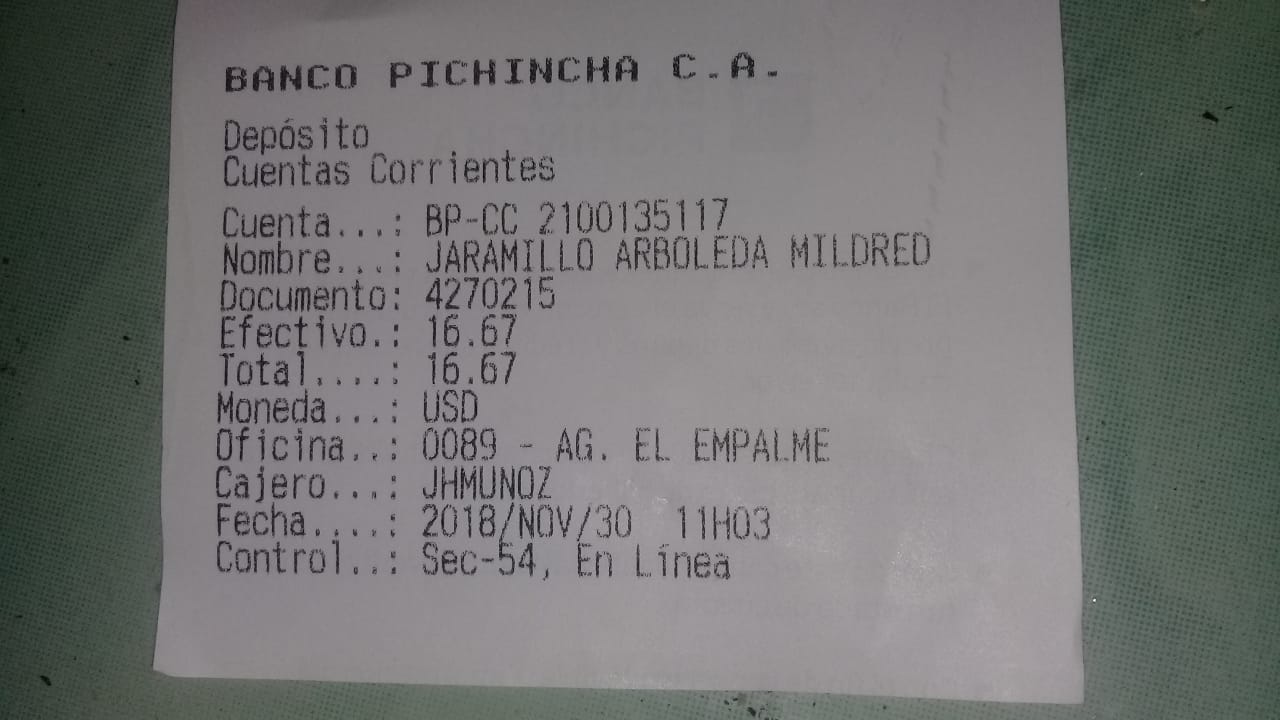 BANCO PICHINCHA C.A.
Depósito
Cuentas Corrientes
Cuenta...: BP-CC 2100135117
Nombre...: JARAMILLO ARBOLEDA MILDRED
Documento: 4270215
Efectivo.: 16.67
Total....: 16.67
Moneda...: USD
Oficina..: 0089 - AG. EL EMPALME
Cajero...: JHMUNOZ
Fecha....: 2018/NOV/30 11H03
Control..: Sec-54, En Línea